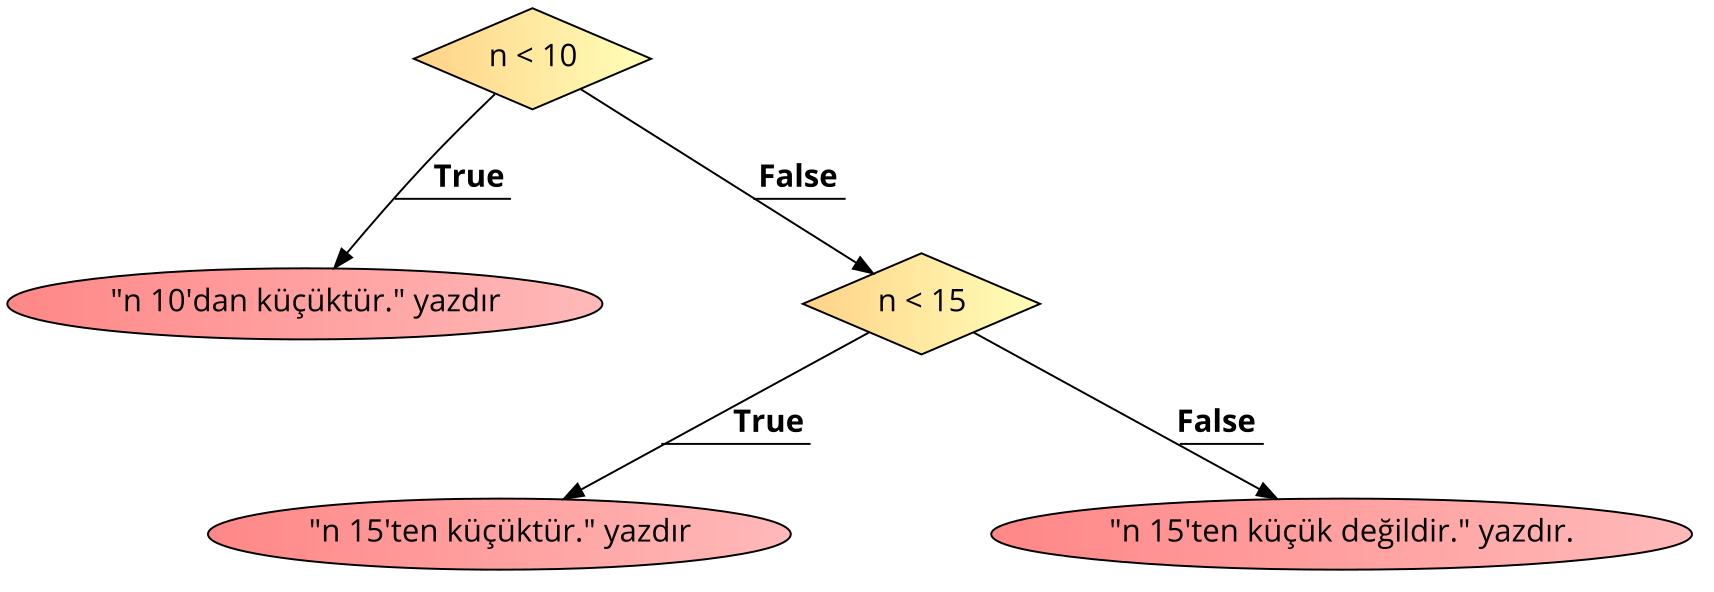 n < 10
True
False
"n 10'dan küçüktür." yazdır
n < 15
True
False
"n 15'ten küçüktür." yazdır
"n 15'ten küçük değildir." yazdır.